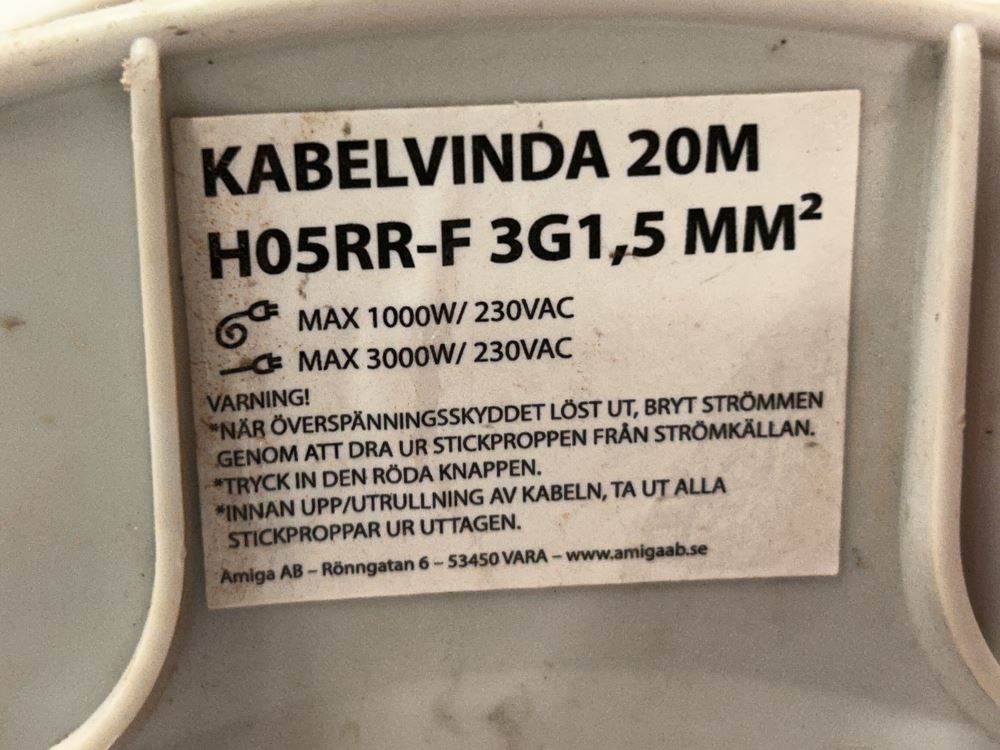 KABELVINDA 20M
H05RR-F 3G1,5 MM²
MAX 1000W/ 230VAC
MAX 3000W/ 230VAC
VARNING!
*NÄR ÖVERSPÄNNINGSSKYDDET LÖST UT, BRYT STRÖMMEN
GENOM ATT DRA UR STICKPROPPEN FRÅN STRÖMKÄLLAN.
*TRYCK IN DEN RÖDA KNAPPEN.
*INNAN UPP/UTRULLNING AV KABELN, TA UT ALLA
STICKPROPPAR UR UTTAGEN.
Amiga AB – Rönngatan 6 – 53450 VARA – www.amigaab.se